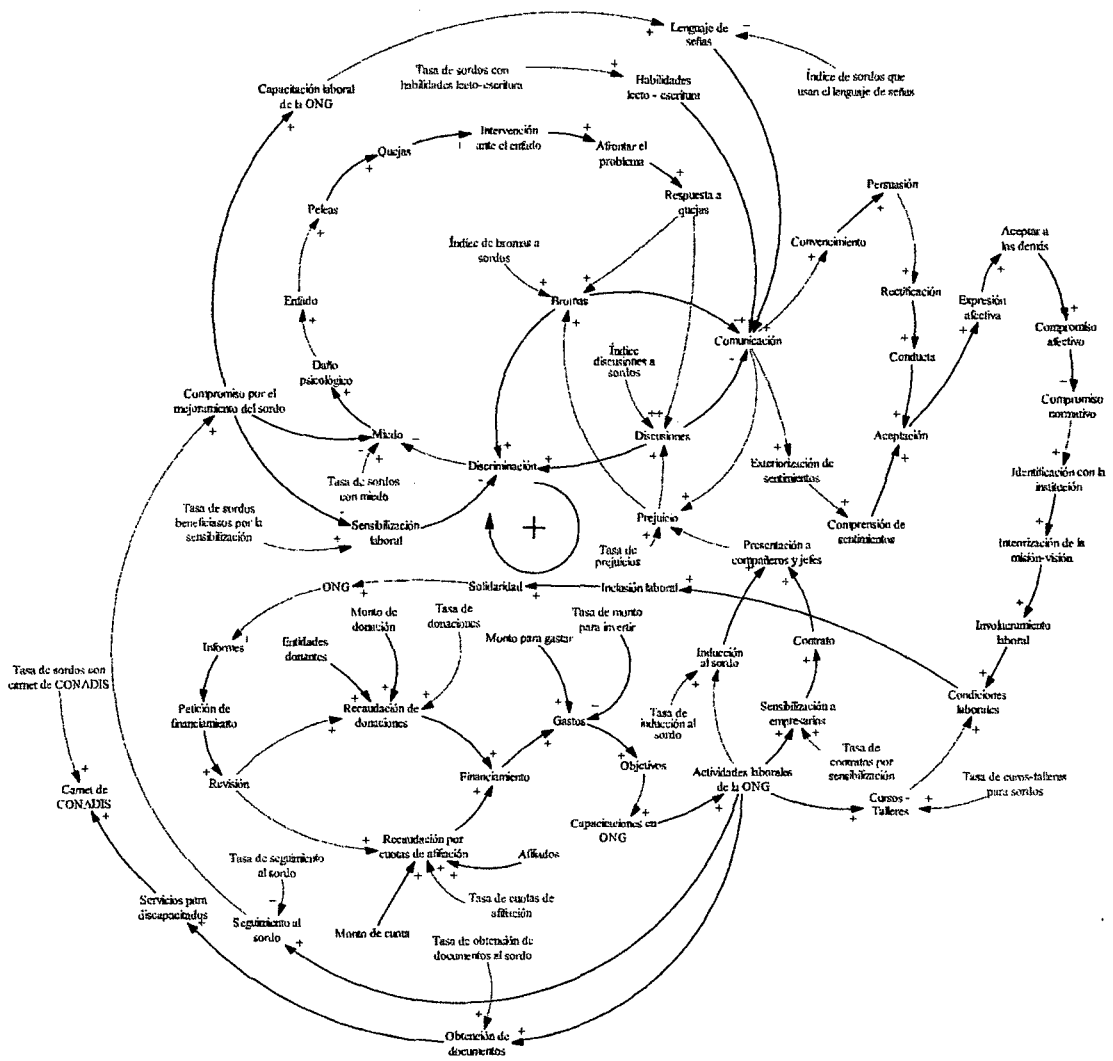 Lenguaje de
señas
Tasa de sordos con
habilidades lecto-escritura
Habilidades
lecto - escritura
Índice de sordos que
usan el lenguaje de señas
Capacitación laboral
de la ONG
Intervención
ante el enfado
Afrontar el
problema
Quejas
Respuesta a
quejas
Persuasión
Peleas
Convencimiento
Aceptar a
los demás
Índice de bromas a
sordos
Enfado
Bromas
Rectificación
Expresión
afectiva
Comunicación
Compromiso
afectivo
Índice
discusiones a
sordos
Conducta
Daño
psicológico
Compromiso por el
mejoramiento del sordo
Compromiso
normativo
Miedo
Discusiones
Aceptación
Discriminación
Exteriorización de
sentimientos
Identificación con la
institución
Tasa de sordos
con miedo
Tasa de sordos
beneficiasos por la
sensibilización
Sensibilización
laboral
+
Prejuicio
Comprensión de
sentimientos
Tasa de
prejuicios
Presentación a
compañeros y jefes
Internización de la
misión-visión
ONG
Solidaridad
Inclusión laboral
Monto de
donación
Tasa de
donaciones
Tasa de monto
para invertir
Involucramiento
laboral
Informes
Entidades
donantes
Monto para gastar
Contrato
Inducción
al sordo
Tasa de sordos con
carnet de CONADIS
Condiciones
laborales
Petición de
financiamiento
Recaudación de
donaciones
Gastos
Tasa de
inducción al
sordo
Sensibilización a
empresarios
Tasa de
contratos por
sensibilización
Revisión
Financiamiento
Objetivos
Actividades laborales
de la ONG
Tasa de curos-talleres
para sordos
Carnet de
CONADIS
Cursos -
Talleres
Capacitaciones en
ONG
Recaudación por
cuotas de afiliación
Afiliados
Tasa de seguimiento
al sordo
Tasa de cuotas de
afiliación
Servicios para
discapacitados
Seguimiento al
sordo
Monto de cuota
Tasa de obtención de
documentos al sordo
Obtención de
documentos